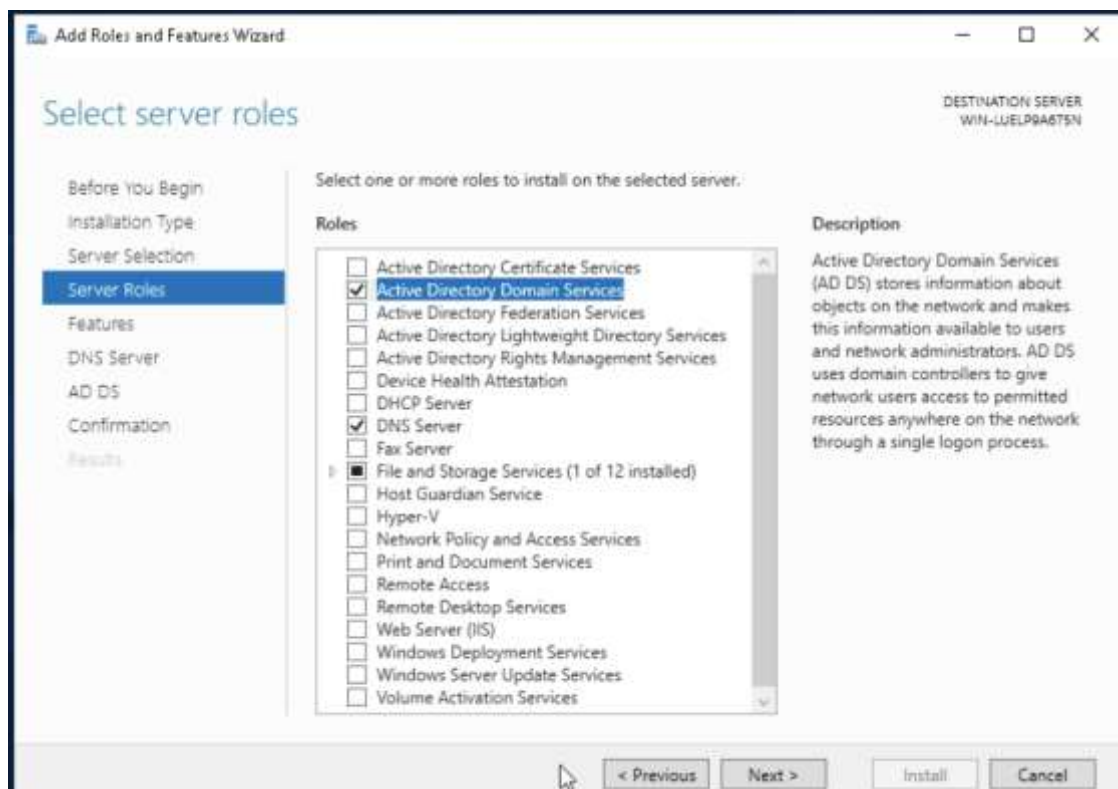 Add Roles and Features Wizard
Select server roles
DESTINATION SERVER
WIN-LUELP9A675N
Before You Begin
Installation Type
Server Selection
Server Roles
Features
DNS Server
AD DS
Confirmation
Results
Select one or more roles to install on the selected server.
Roles
Active Directory Certificate Services
Active Directory Domain Services
Active Directory Federation Services
Active Directory Lightweight Directory Services
Active Directory Rights Management Services
Device Health Attestation
DHCP Server
DNS Server
Fax Server
File and Storage Services (1 of 12 installed)
Host Guardian Service
Hyper-V
Network Policy and Access Services
Print and Document Services
Remote Access
Remote Desktop Services
Web Server (IIS)
Windows Deployment Services
Windows Server Update Services
Volume Activation Services
Description
Active Directory Domain Services
(AD DS) stores information about
objects on the network and makes
this information available to users
and network administrators. AD DS
uses domain controllers to give
network users access to permitted
resources anywhere on the network
through a single logon process.
< Previous
Next >
Install
Cancel